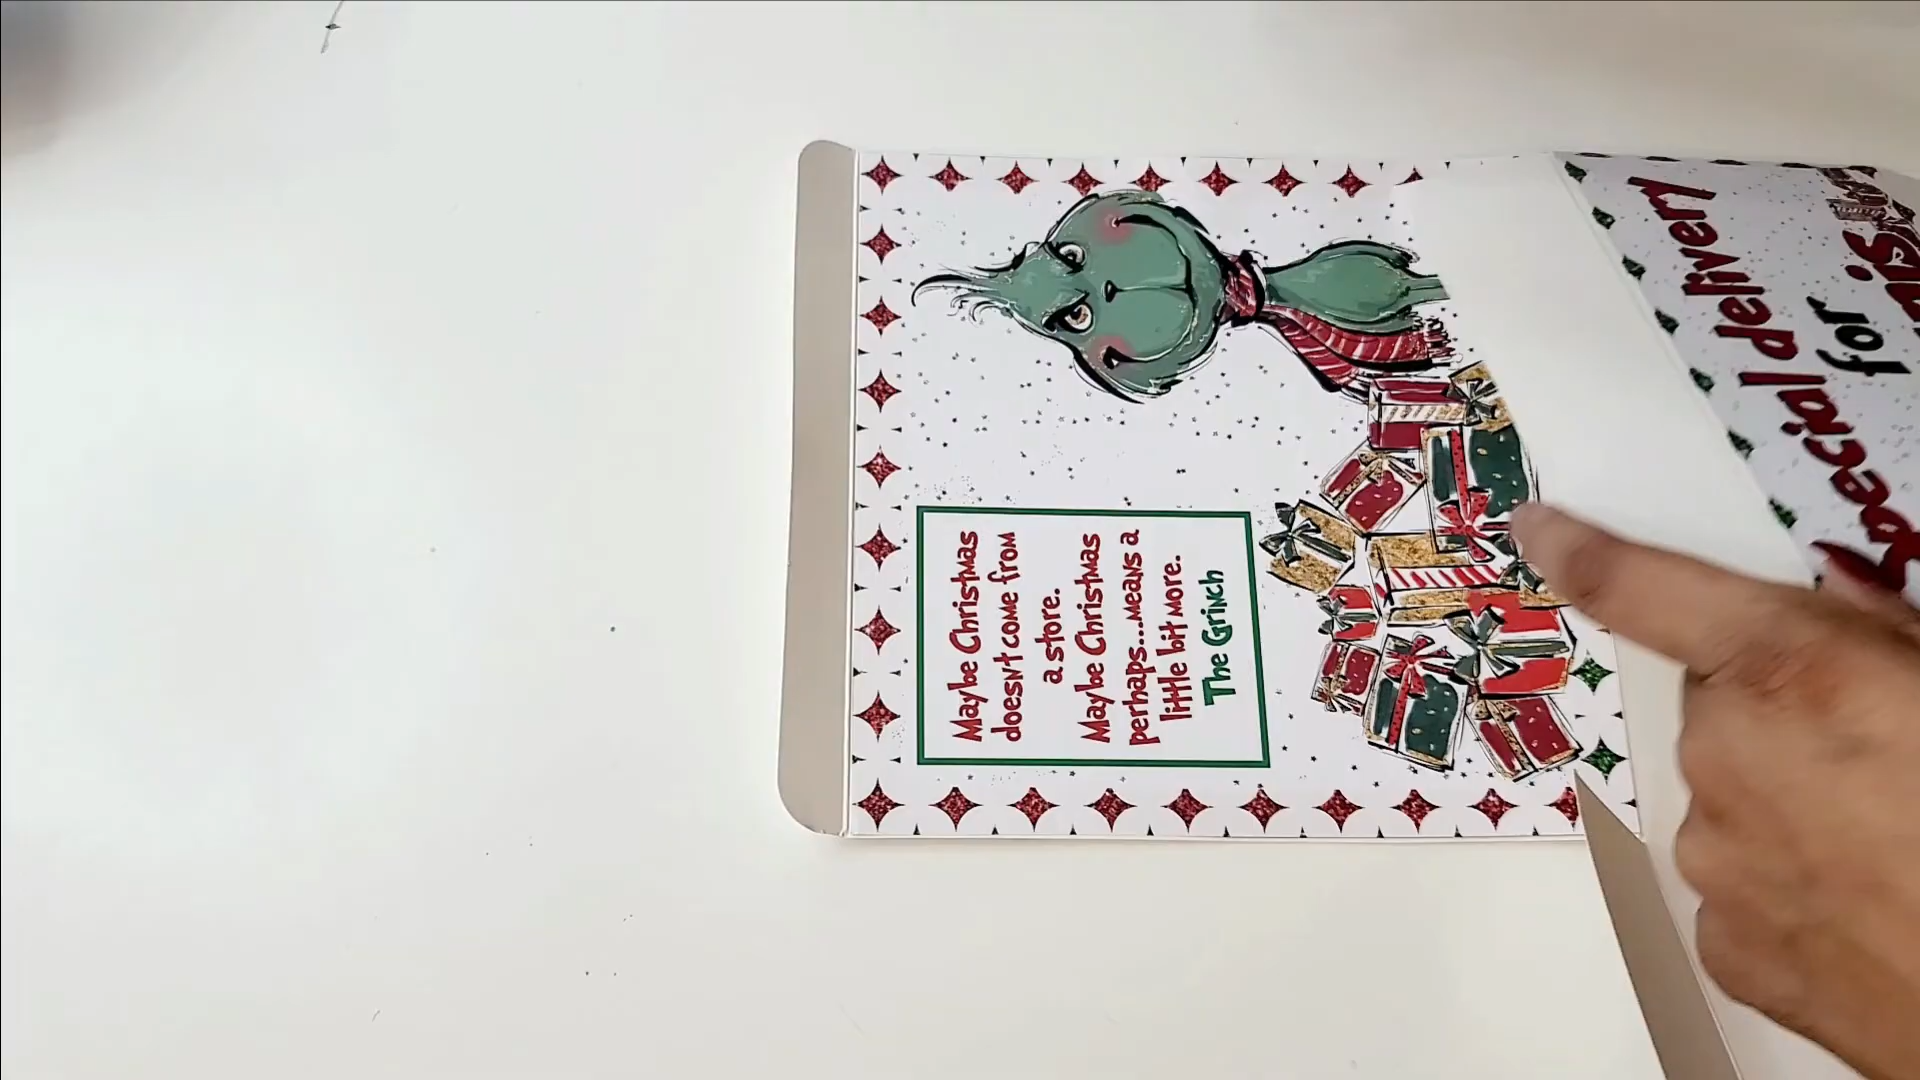 Maybe Christmas
doesn't come from
a store.
Maybe Christmas
perhaps...means a
little bit more.
The Grinch
Special delivery
for